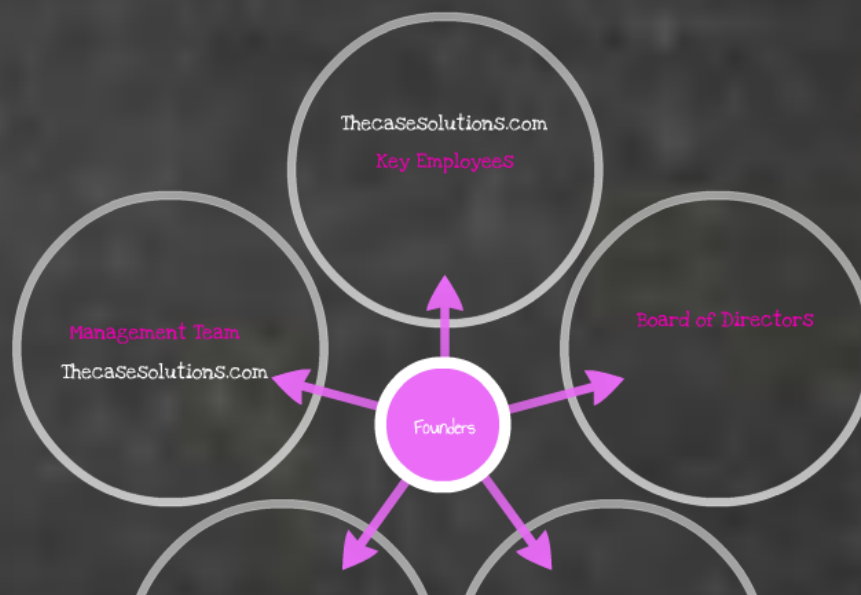 Thecasesolutions.com
Key Employees
Management Team
Thecasesolutions.com
Board of Directors
Founders